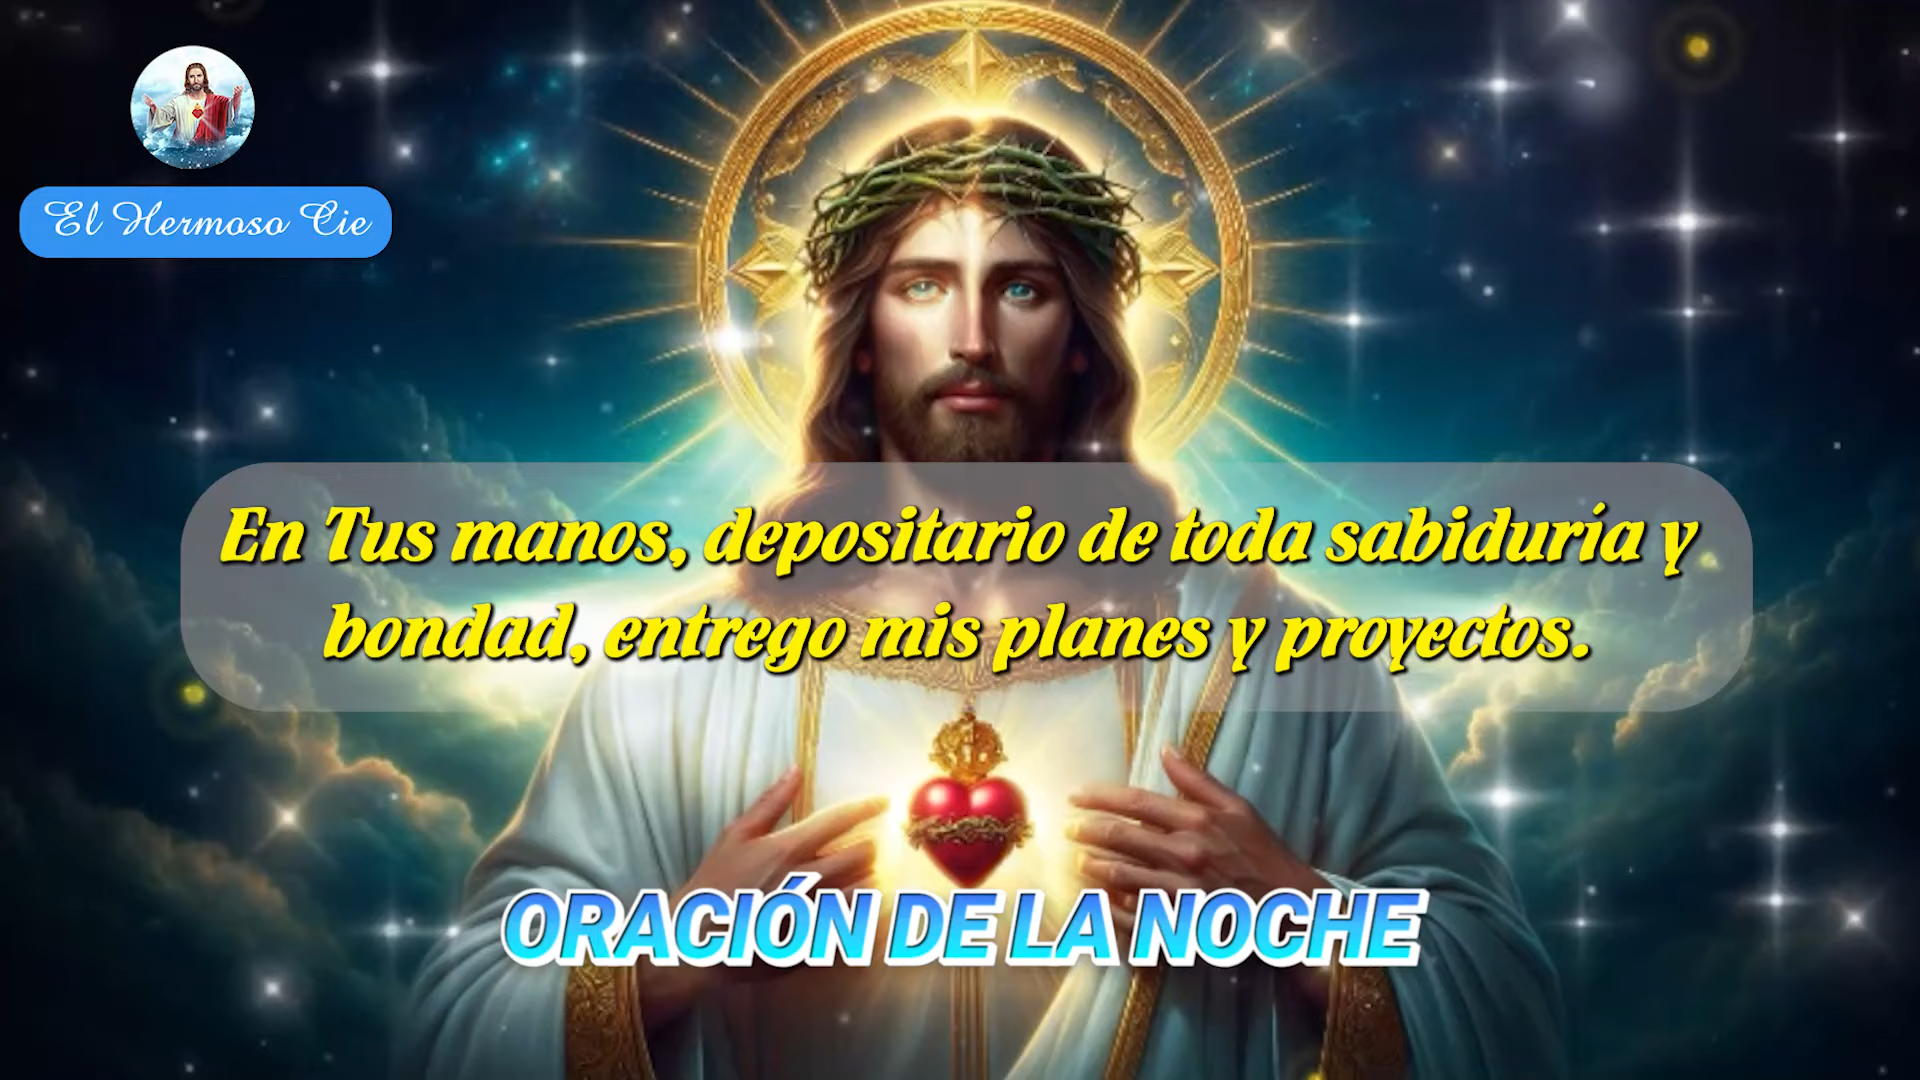 El Hermoso Cie
En Tus manos, depositario de toda sabiduría y
bondad, entrego mis planes y proyectos.
ORACIÓN DE LA NOCHE